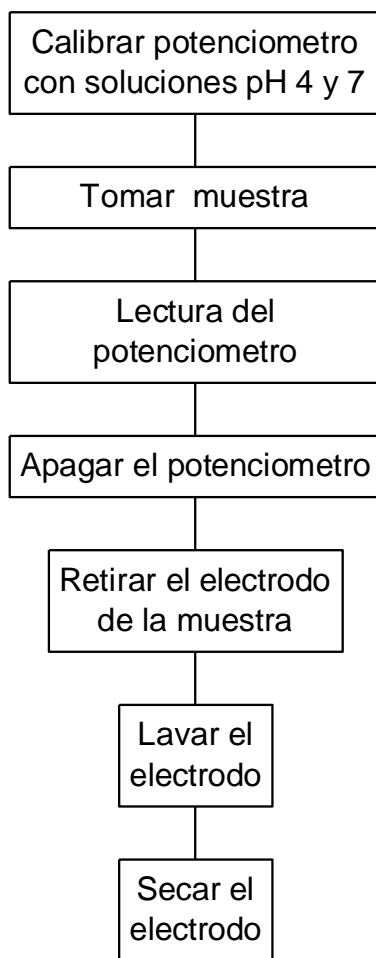 Calibrar potenciometro
con soluciones pH 4 y 7
Tomar muestra
Lectura del
potenciometro
Apagar el potenciometro
Retirar el electrodo
de la muestra
Lavar el
electrodo
Secar el
electrodo